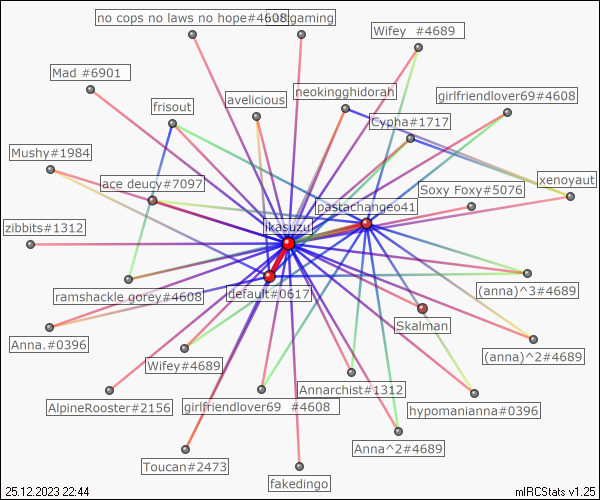 no cops no laws no hope#4608
gaming
Wifey  #4689
Mad #6901
neokingghidorah
girlfriendlover69#4608
frisout
avelicious
Cypha#1717
Mushy#1984
ace deucy#7097
xenoyaut
Soxy Foxy#5076
pastachangeo41
zibbits#1312
ikasuzu
ramshackle gorey#4608
default#0617
(anna)^3#4689
Anna.#0396
Skalman
Wifey#4689
(anna)^2#4689
AlpineRooster#2156
girlfriendlover69  #4608
Annarchist#1312
hypomanianna#0396
Toucan#2473
Anna^2#4689
fakedingo
25.12.2023 22:44
mIRCStats v1.25